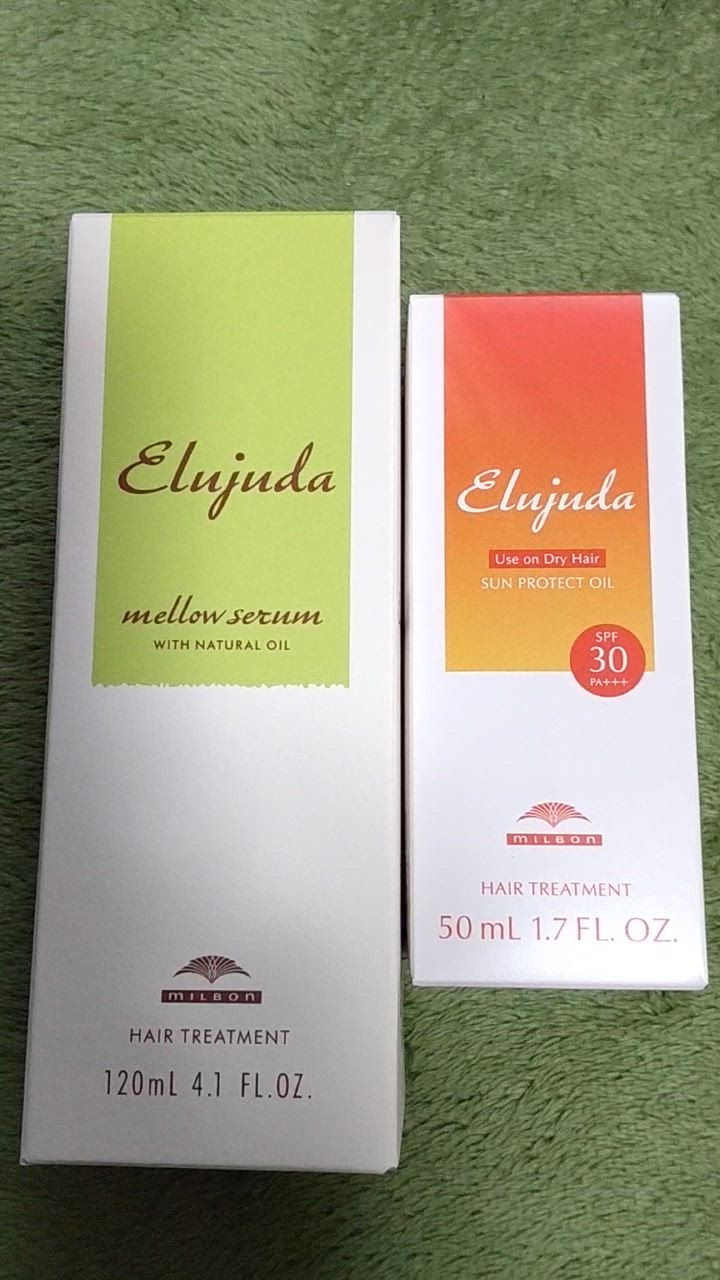 Elujuda
mellow serum
WITH NATURAL OIL
MILBON
HAIR TREATMENT
120mL 4.1 FL.OZ.
Elujuda
Use on Dry Hair
SUN PROTECT OIL
SPF
30
PA+++
MILBON
HAIR TREATMENT
50 mL 1.7 FL. OZ.